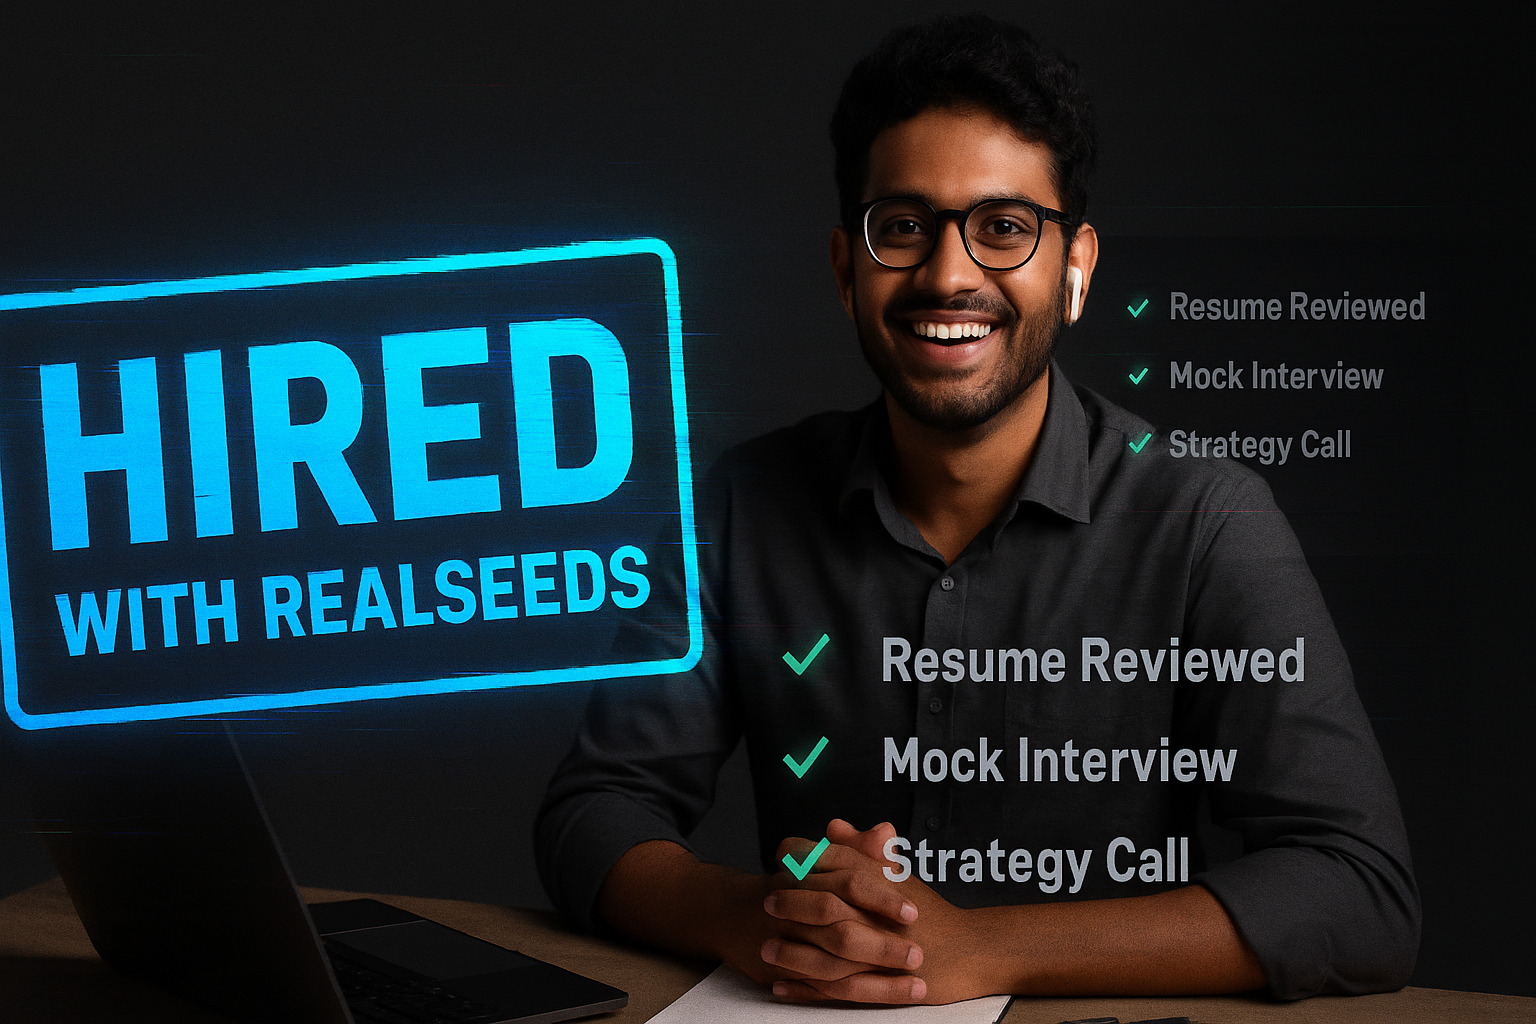 HIRED
WITH REALSEEDS
Resume Reviewed
Mock Interview
Strategy Call
Resume Reviewed
Mock Interview
Strategy Call